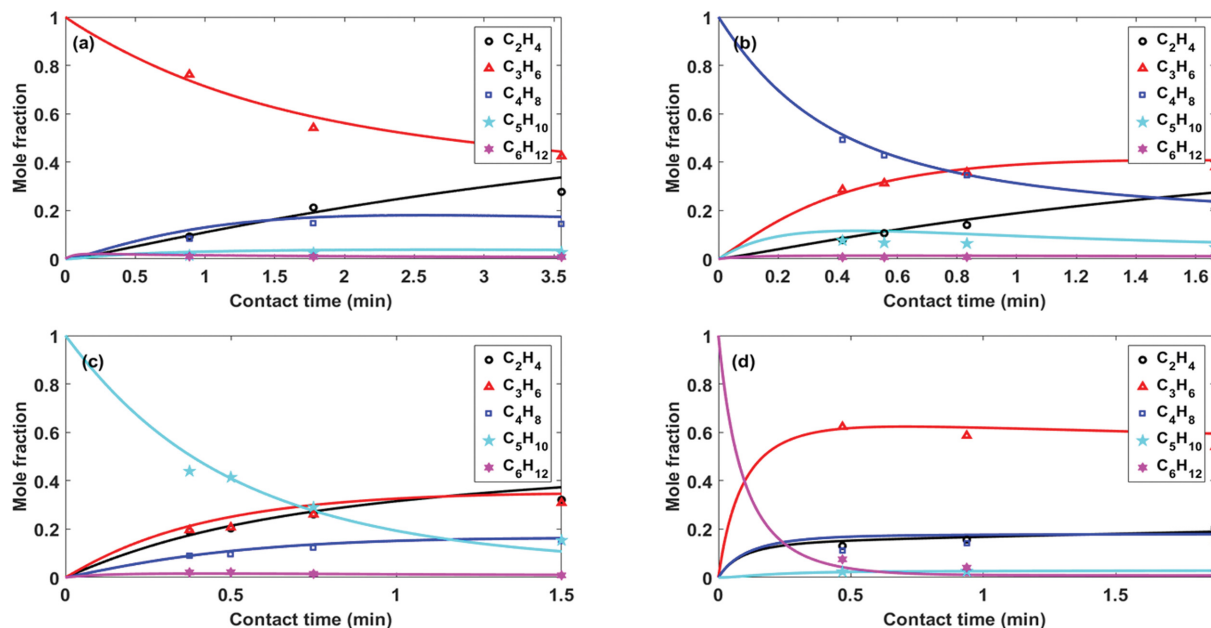 (a)
C2H4
C3H6
C4H8
C5H10
C6H12
Mole fraction
1
0.8
0.6
0.4
0.2
0
0 0.5 1 1.5 2 2.5 3 3.5
Contact time (min)
(b)
C2H4
C3H6
C4H8
C5H10
C6H12
Mole fraction
1
0.8
0.6
0.4
0.2
0
0 0.2 0.4 0.6 0.8 1 1.2 1.4 1.6
Contact time (min)
(c)
C2H4
C3H6
C4H8
C5H10
C6H12
Mole fraction
1
0.8
0.6
0.4
0.2
0
0 0.5 1 1.5
Contact time (min)
(d)
C2H4
C3H6
C4H8
C5H10
C6H12
Mole fraction
1
0.8
0.6
0.4
0.2
0
0 0.5 1 1.5
Contact time (min)